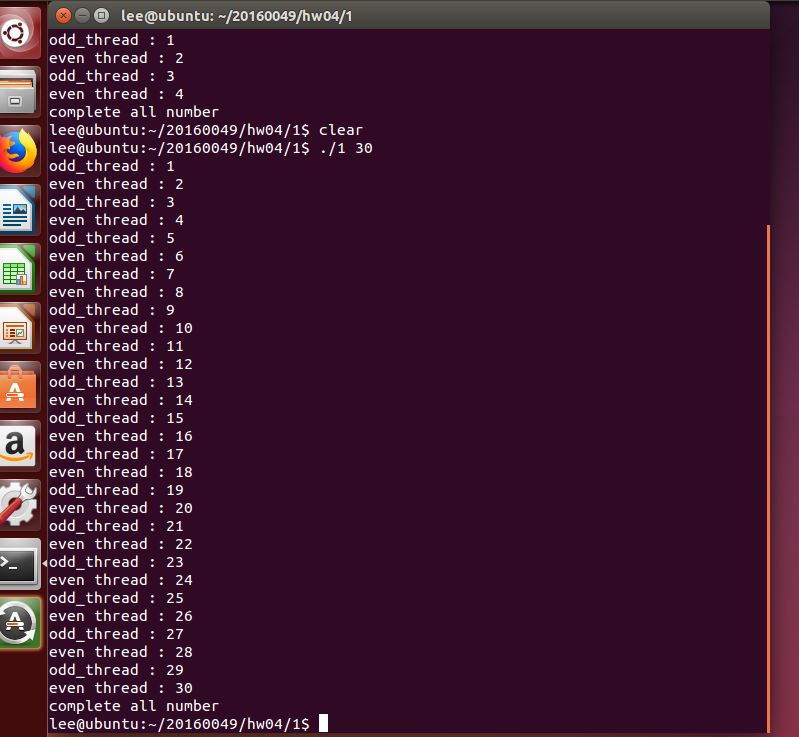 lee@ubuntu: ~/20160049/hw04/1
odd_thread : 1
even thread : 2
odd_thread : 3
even thread : 4
complete all number
lee@ubuntu:~/20160049/hw04/1$ clear
lee@ubuntu:~/20160049/hw04/1$ ./1 30
odd_thread : 1
even thread : 2
odd_thread : 3
even thread : 4
odd_thread : 5
even thread : 6
odd_thread : 7
even thread : 8
odd_thread : 9
even thread : 10
odd_thread : 11
even thread : 12
odd_thread : 13
even thread : 14
odd_thread : 15
even thread : 16
odd_thread : 17
even thread : 18
odd_thread : 19
even thread : 20
odd_thread : 21
even thread : 22
odd_thread : 23
even thread : 24
odd_thread : 25
even thread : 26
odd_thread : 27
even thread : 28
odd_thread : 29
even thread : 30
complete all number
lee@ubuntu:~/20160049/hw04/1$